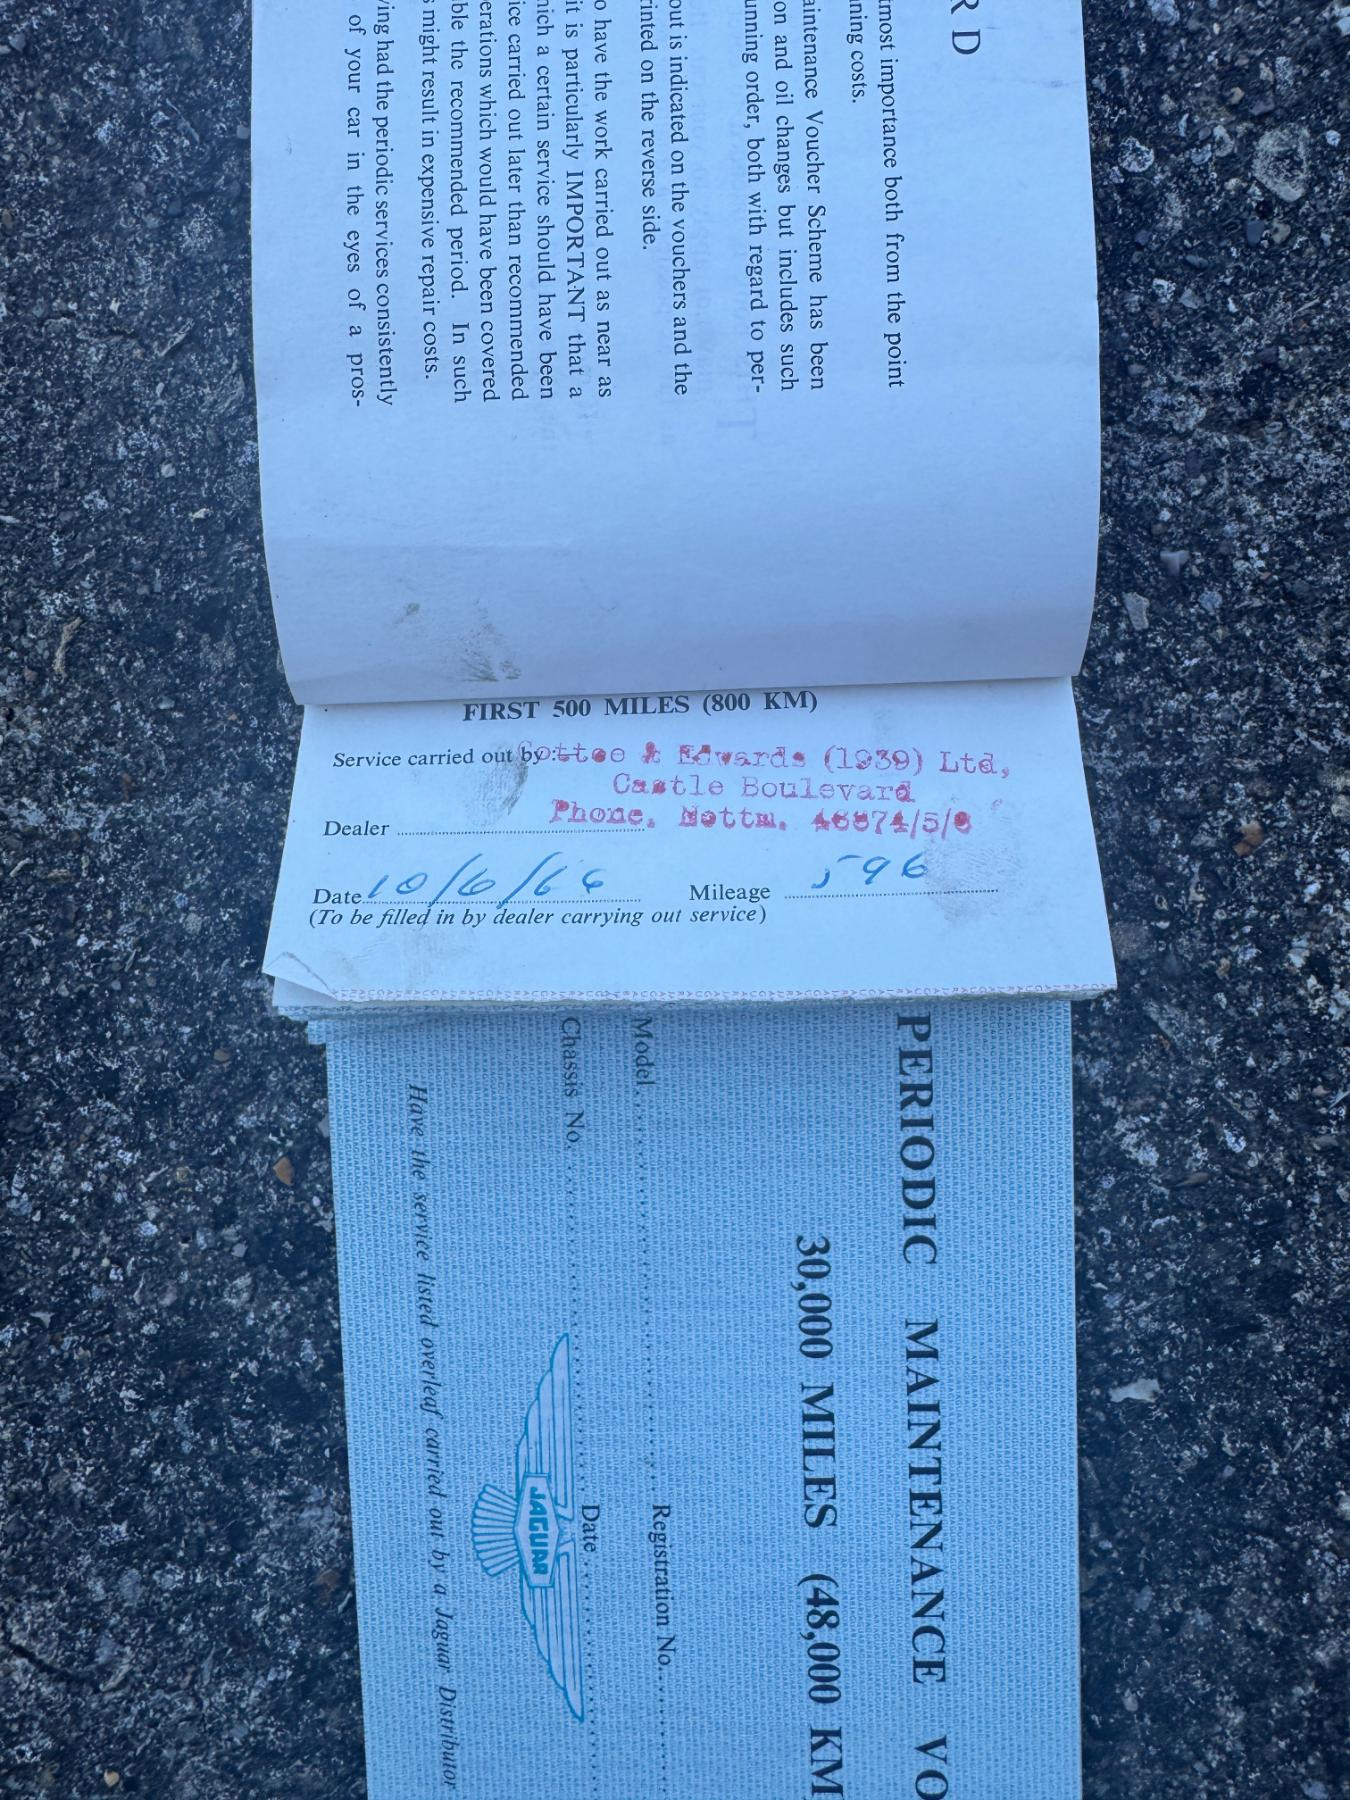 RD
most importance both from the point
ning costs.
aintenance Voucher Scheme has been
on and oil changes but includes such
unning order, both with regard to per-
out is indicated on the vouchers and the
rinted on the reverse side.
o have the work carried out as near as
it is particularly IMPORTANT that a
hich a certain service should have been
ice carried out later than recommended
erations which would have been covered
ble the recommended period. In such
s might result in expensive repair costs.
ving had the periodic services consistently
of your car in the eyes of a pros-
FIRST 500 MILES (800 KM)
Service carried out by: Cottee & Edwards (1939) Ltd,
Castle Boulevard
Phone, Nottm.
Dealer
Date 10/6/66 Mileage 596
(To be filled in by dealer carrying out service)
PERIODIC MAINTENANCE VO
30,000 MILES (48,000 KM
Model Registration No.
Chassis No. Date
JAGUAR
Have the service listed overleaf carried out by a Jaguar Distributor